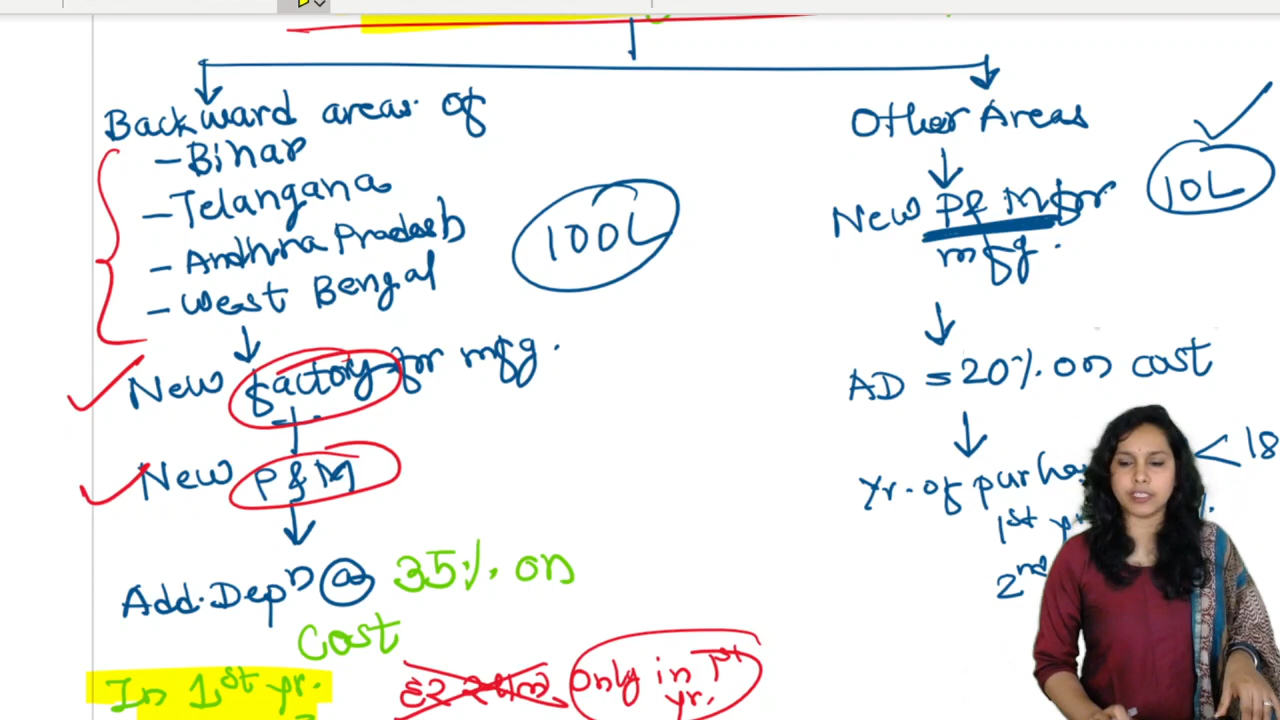 Backward areas of
- Bihar
- Telangana
- Andhra Pradesh
- West Bengal
100L
New factory for mfg.
New P & M
Add. Depn @ 35% on
cost
In 1st yr.
Only in 1st
yr.
Other Areas
New P & M for
mfg.
10L
AD = 20% on cost
Yr. of
< 18
1st
2nd